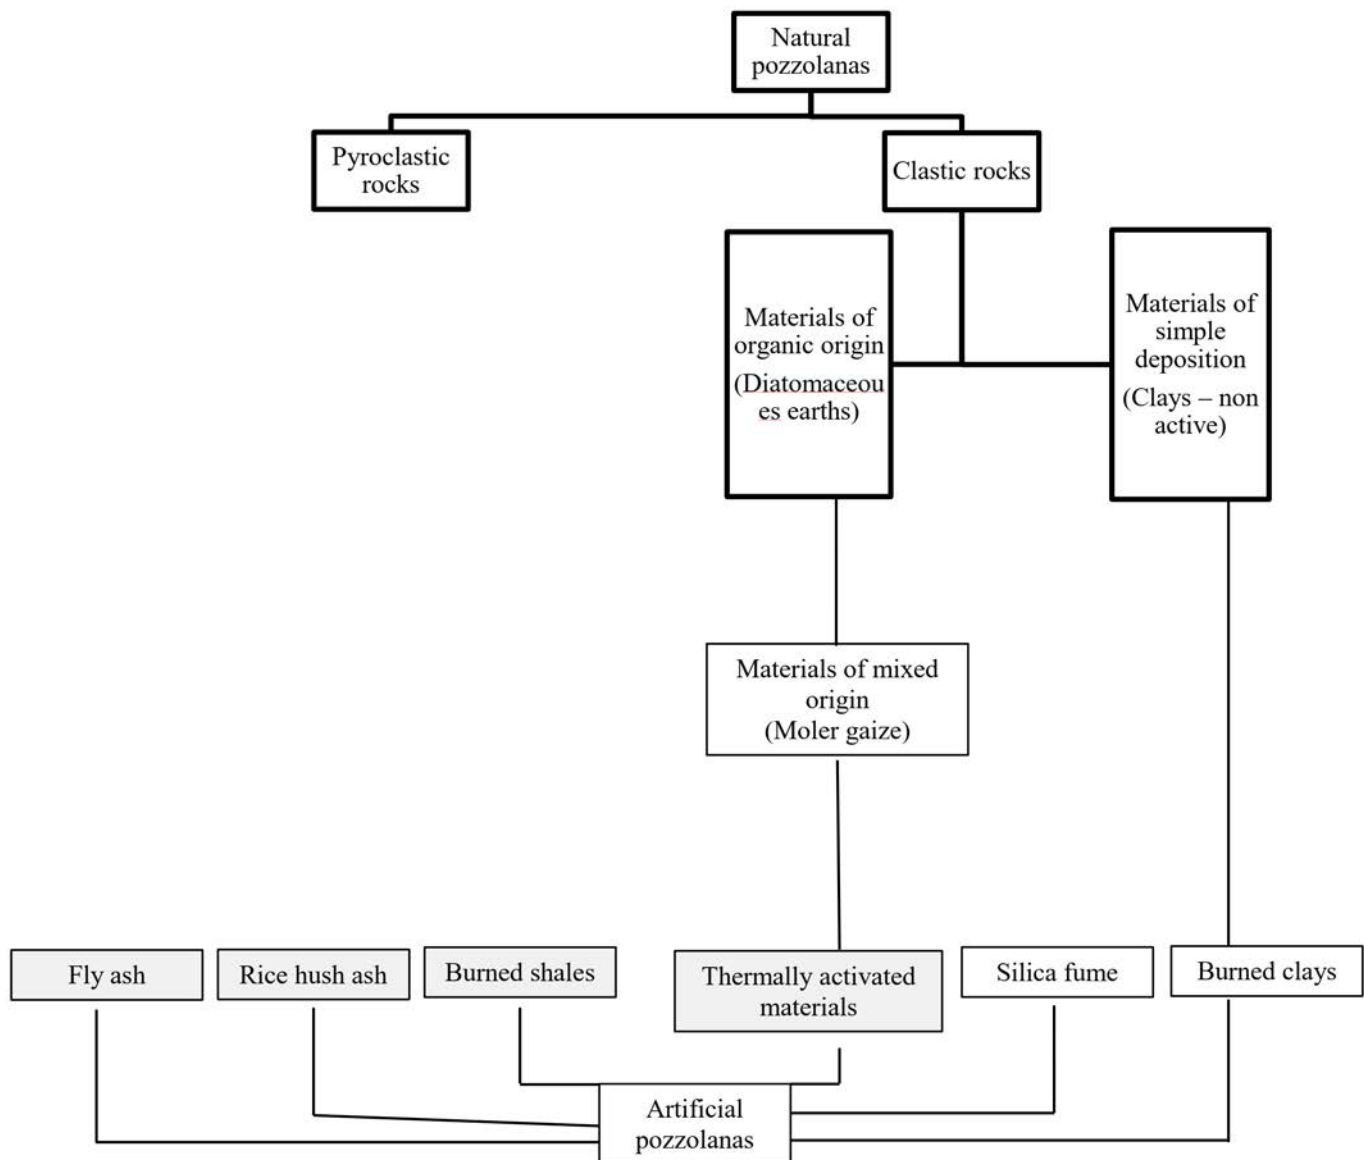 Natural
pozzolanas
Pyroclastic
rocks
Clastic rocks
Materials of
organic origin
(Diatomaceou
es earths)
Materials of
simple
deposition
(Clays – non
active)
Materials of mixed
origin
(Moler gaize)
Fly ash
Rice hush ash
Burned shales
Thermally activated
materials
Silica fume
Burned clays
Artificial
pozzolanas